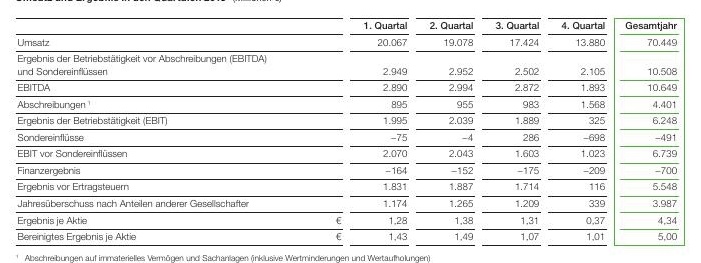 1. Quartal 2. Quartal 3. Quartal 4. Quartal Gesamtjahr
Umsatz 20.067 19.078 17.424 13.880 70.449
Ergebnis der Betriebstätigkeit vor Abschreibungen (EBITDA)
und Sondereinflüssen 2.949 2.952 2.502 2.105 10.508
EBITDA 2.890 2.994 2.872 1.893 10.649
Abschreibungen ¹ 895 955 983 1.568 4.401
Ergebnis der Betriebstätigkeit (EBIT) 1.995 2.039 1.889 325 6.248
Sondereinflüsse –75 –4 286 –698 –491
EBIT vor Sondereinflüssen 2.070 2.043 1.603 1.023 6.739
Finanzergebnis –164 –152 –175 –209 –700
Ergebnis vor Ertragsteuern 1.831 1.887 1.714 116 5.548
Jahresüberschuss nach Anteilen anderer Gesellschafter 1.174 1.265 1.209 339 3.987
Ergebnis je Aktie € 1,28 1,38 1,31 0,37 4,34
Bereinigtes Ergebnis je Aktie € 1,43 1,49 1,07 1,01 5,00
¹ Abschreibungen auf immaterielles Vermögen und Sachanlagen (inklusive Wertminderungen und Wertaufholungen)